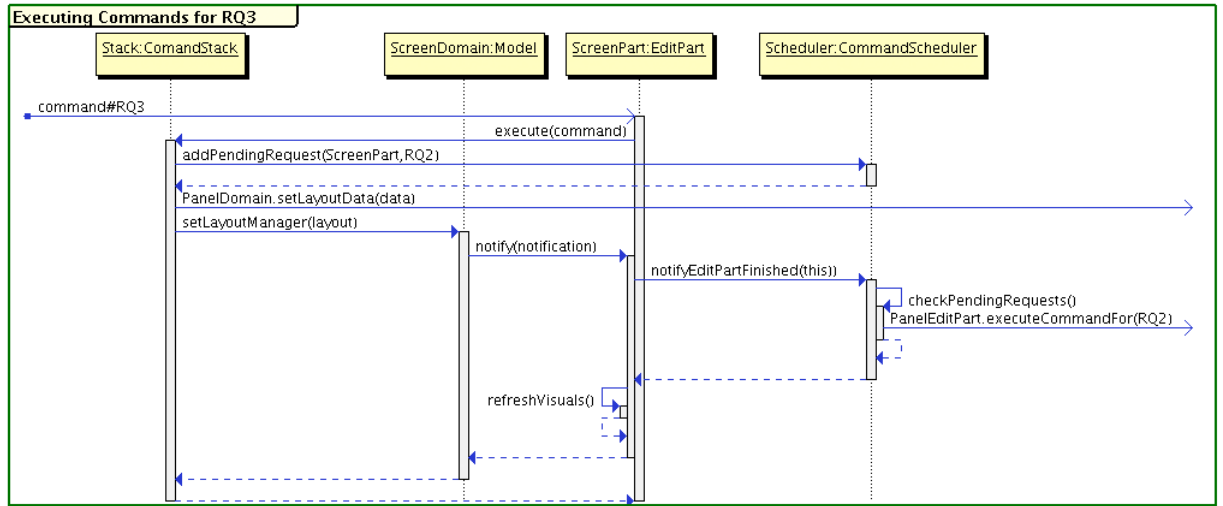 Executing Commands for RQ3
Stack:ComandStack
ScreenDomain:Model
ScreenPart:EditPart
Scheduler:CommandScheduler
command#RQ3
execute(command)
addPendingRequest(ScreenPart,RQ2)
PanelDomain.setLayoutData(data)
setLayoutManager(layout)
notify(notification)
notifyEditPartFinished(this))
checkPendingRequests()
PanelEditPart.executeCommandFor(RQ2)
refreshVisuals()